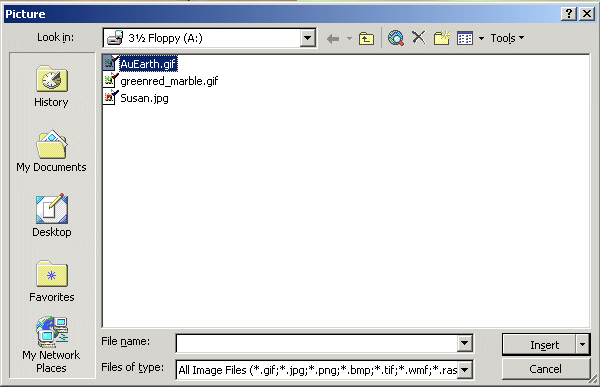 Picture
Look in:
3½ Floppy (A:)
Tools
History
My Documents
Desktop
Favorites
My Network
Places
AuEarth.gif
greenred_marble.gif
Susan.jpg
File name:
Insert
Files of type:
All Image Files (*.gif;*.jpg;*.png;*.bmp;*.tif;*.wmf;*.ras
Cancel